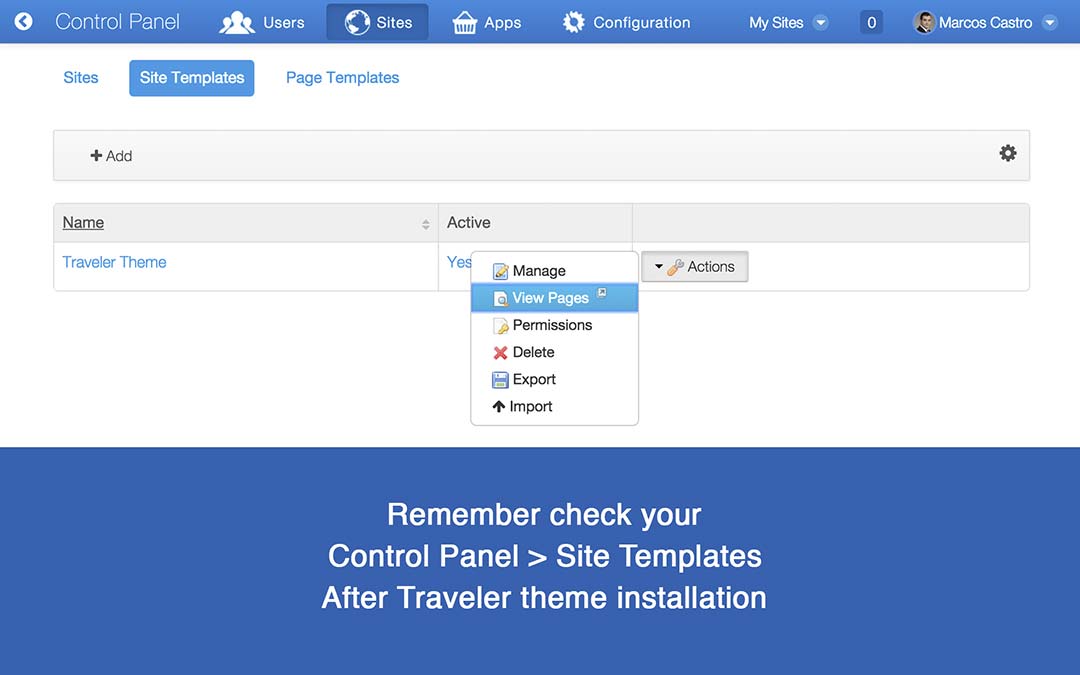 Control Panel Users Sites Apps Configuration My Sites 0 Marcos Castro
Sites Site Templates Page Templates
Add
Name Active
Traveler Theme Yes Actions
Manage
View Pages
Permissions
Delete
Export
Import
Remember check your
Control Panel > Site Templates
After Traveler theme installation